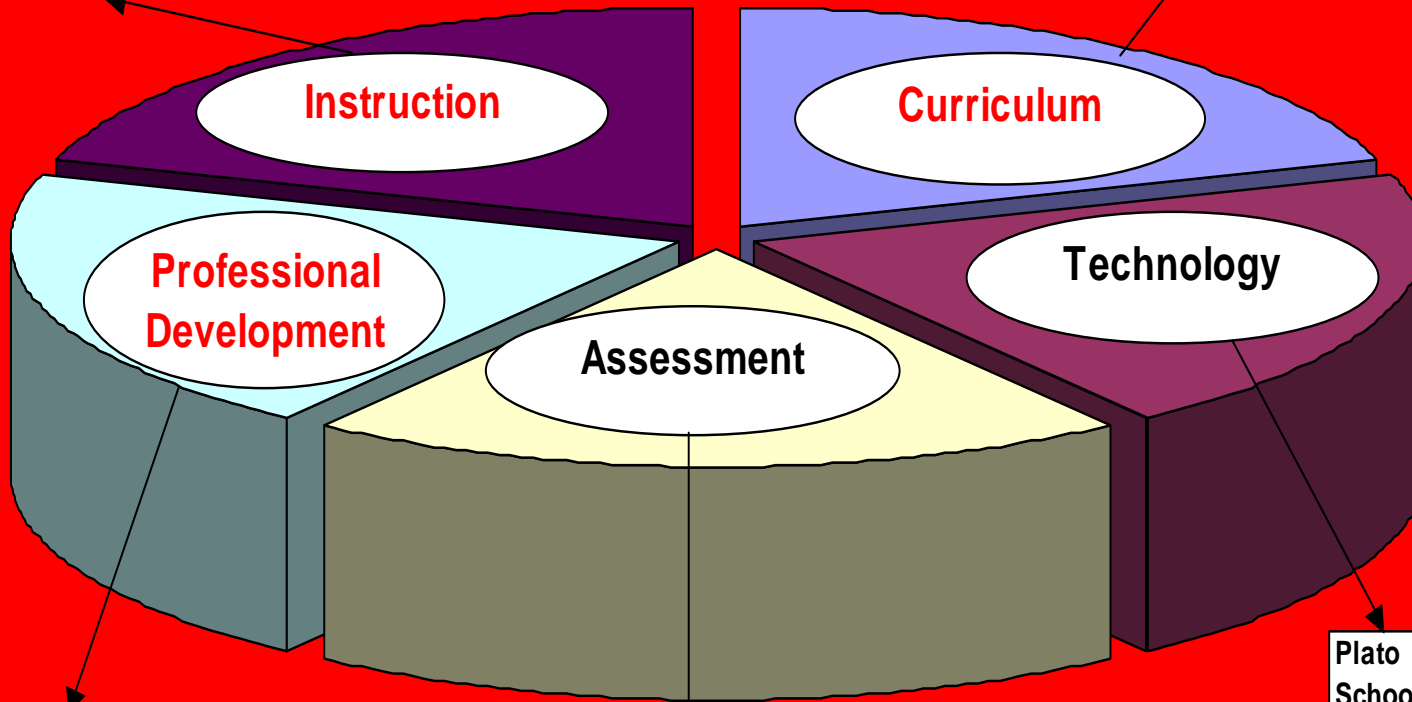 Instruction
Curriculum
Professional
Development
Technology
Assessment
Plato